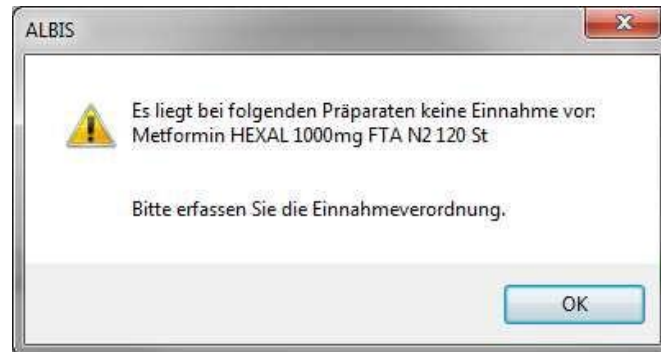 ALBIS
Es liegt bei folgenden Präparaten keine Einnahme vor:
Metformin HEXAL 1000mg FTA N2 120 St
Bitte erfassen Sie die Einnahmeverordnung.
OK